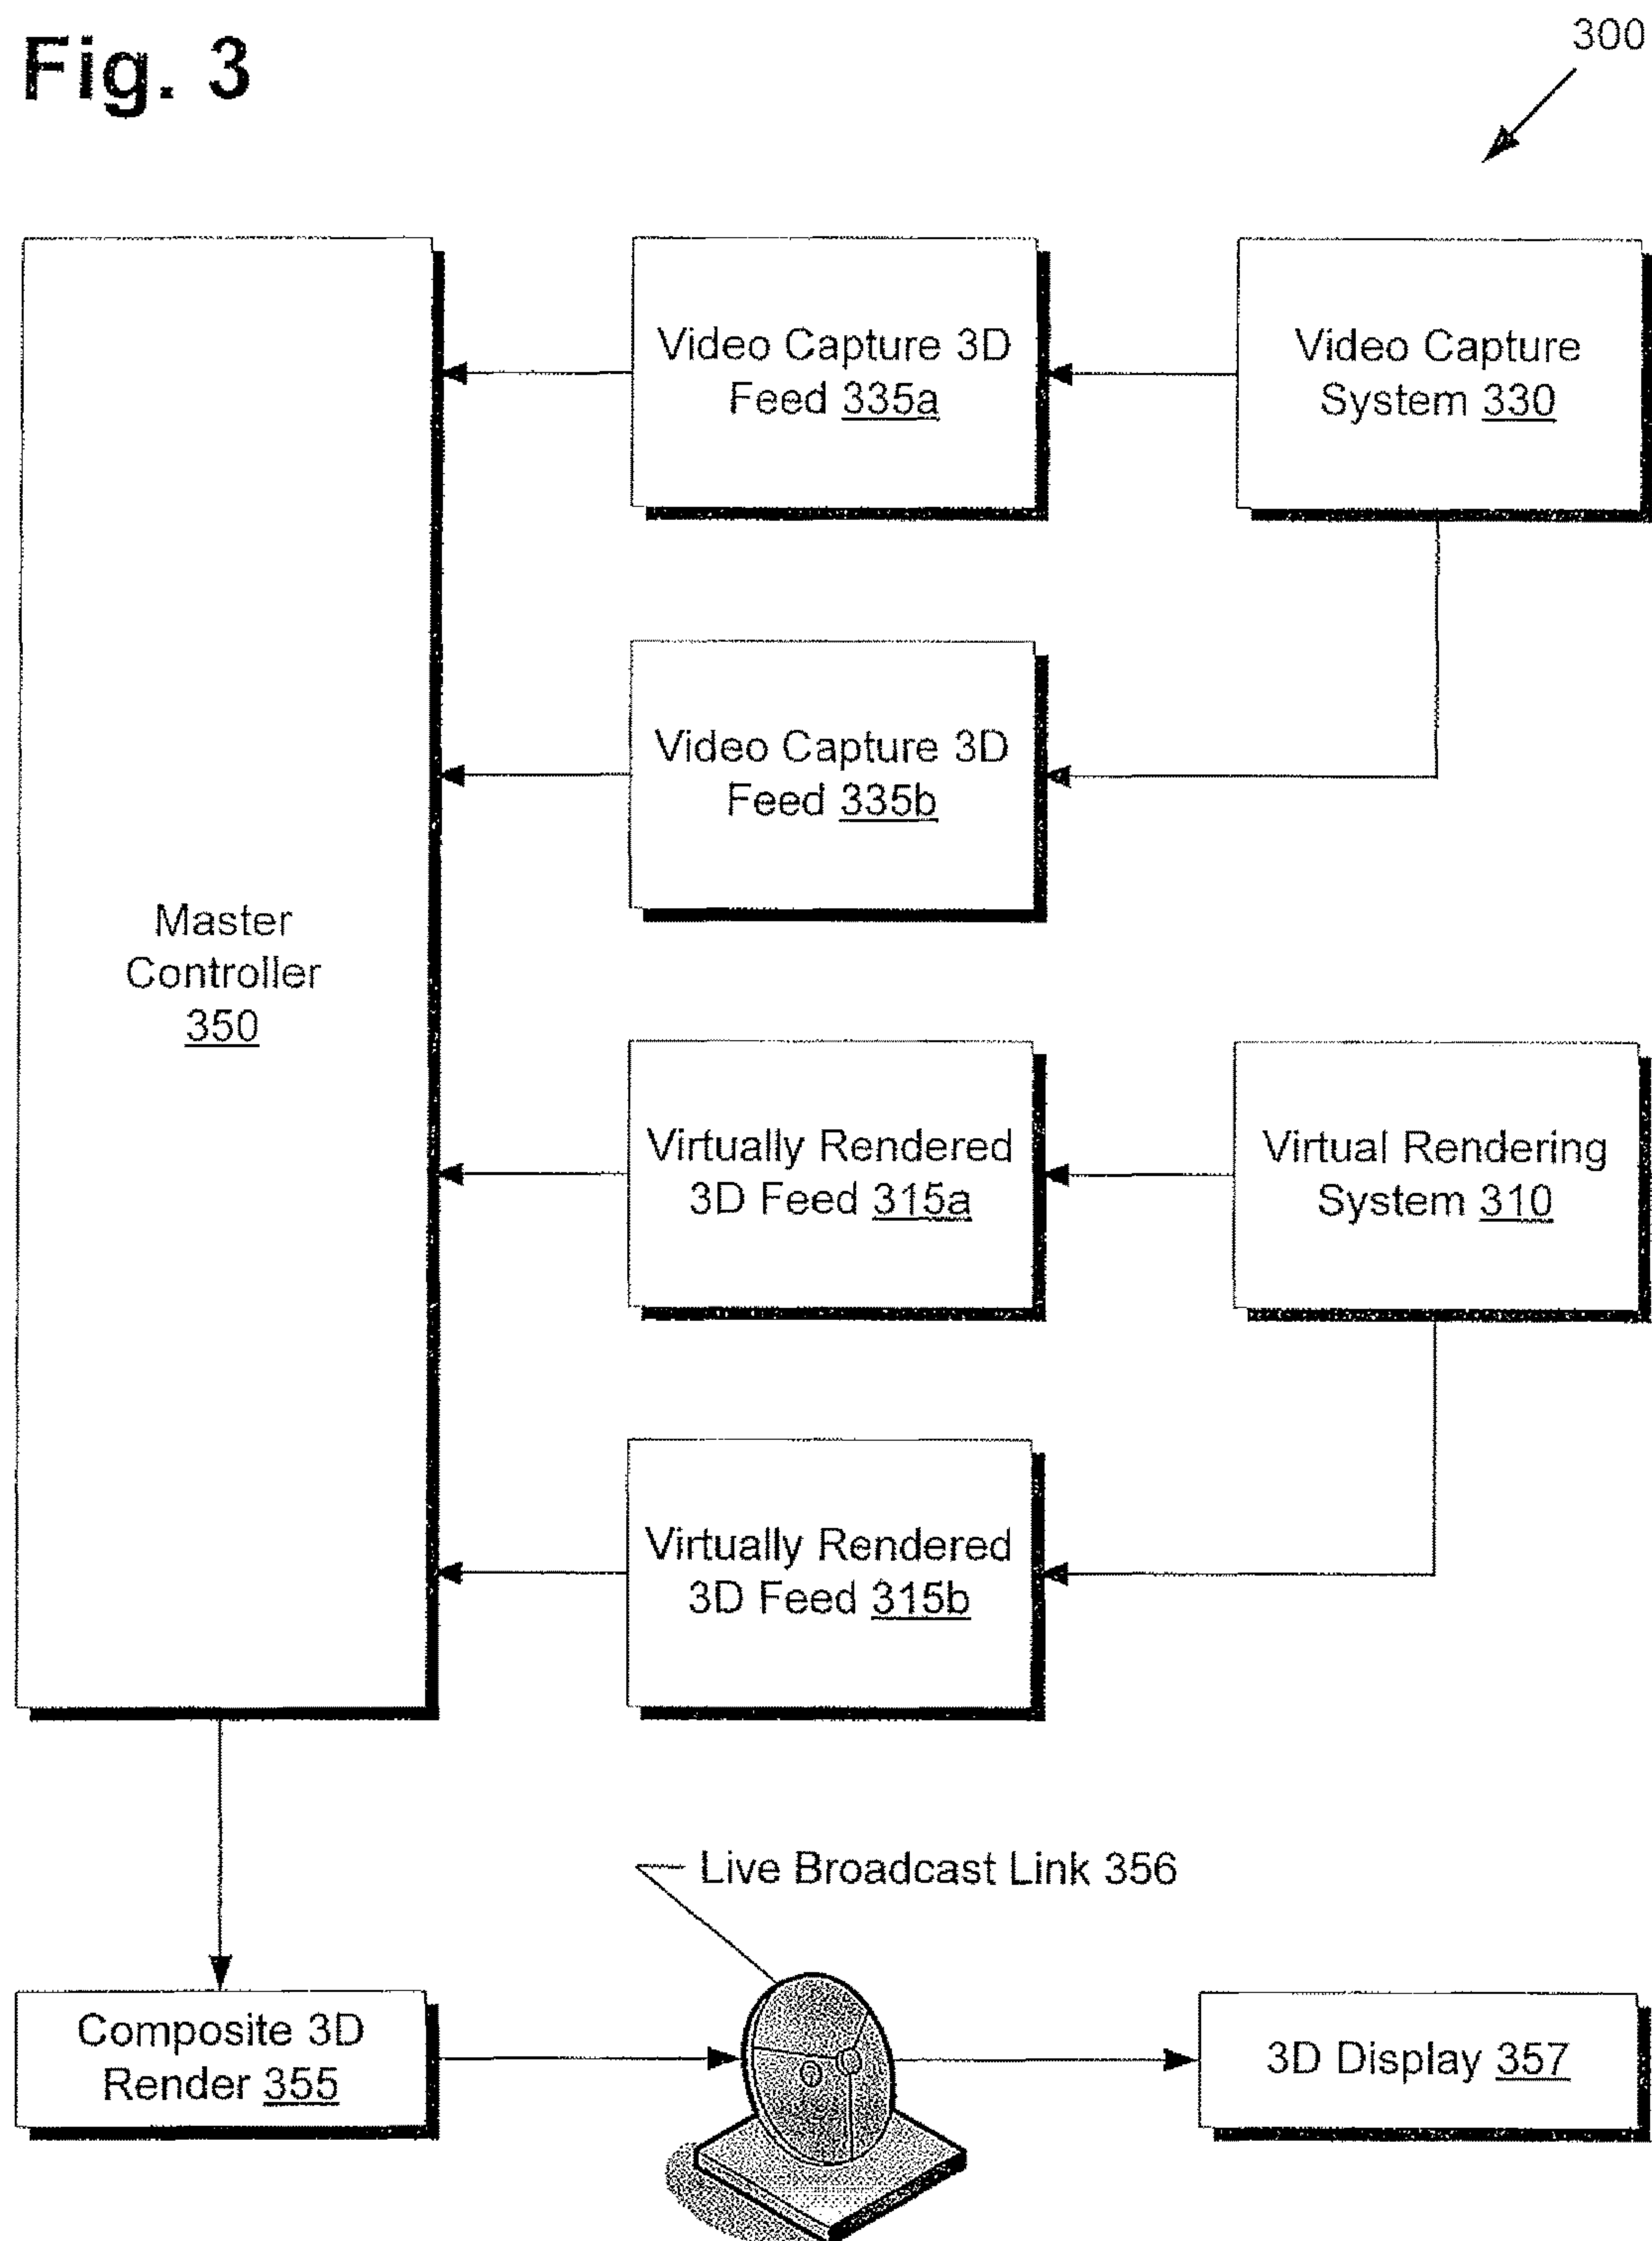 Fig. 3
300
Video Capture 3D
Feed 335a
Video Capture
System 330
Video Capture 3D
Feed 335b
Master
Controller
350
Virtually Rendered
3D Feed 315a
Virtual Rendering
System 310
Virtually Rendered
3D Feed 315b
Live Broadcast Link 356
Composite 3D
Render 355
3D Display 357